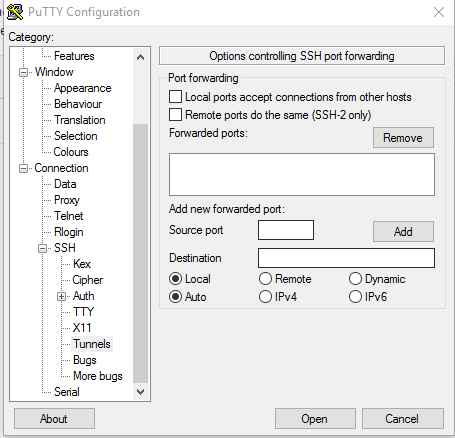 PuTTY Configuration
Category:
Features
Window
Appearance
Behaviour
Translation
Selection
Colours
Connection
Data
Proxy
Telnet
Rlogin
SSH
Kex
Cipher
Auth
TTY
X11
Tunnels
Bugs
More bugs
Serial
Options controlling SSH port forwarding
Port forwarding
Local ports accept connections from other hosts
Remote ports do the same (SSH-2 only)
Forwarded ports:
Remove
Add new forwarded port:
Source port
Add
Destination
Local Remote Dynamic
Auto IPv4 IPv6
About Open Cancel